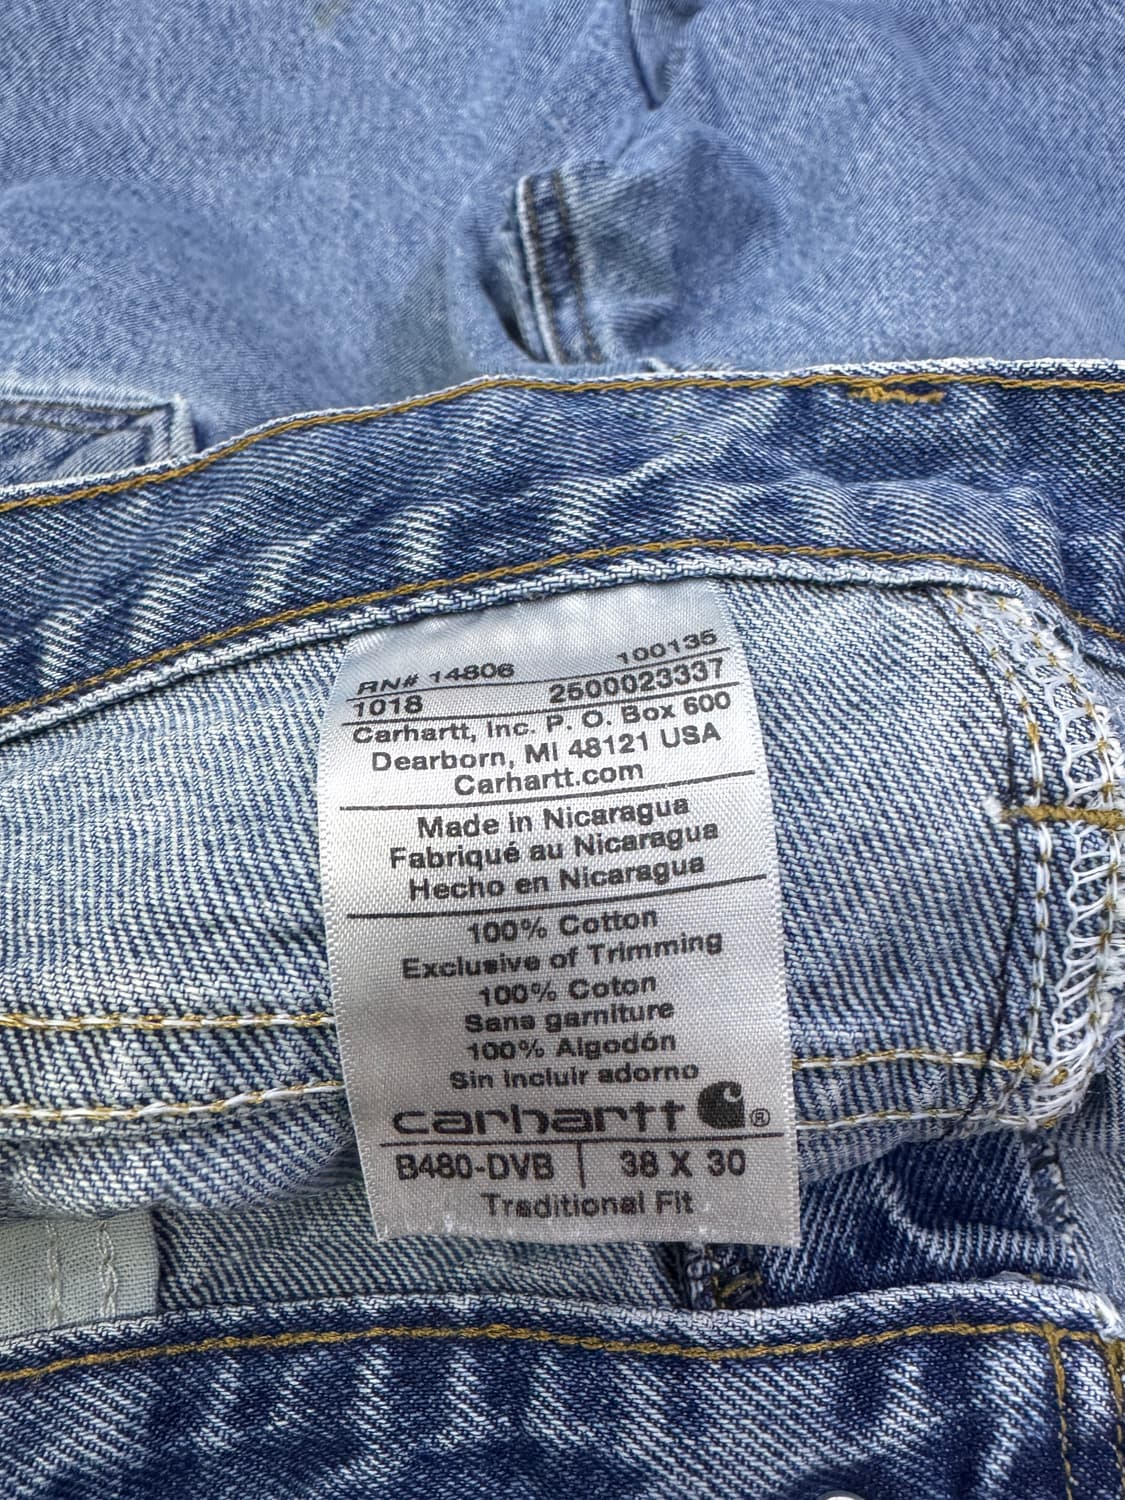 RN# 14806 100135
1018 2500023337
Carhartt, Inc. P. O. Box 600
Dearborn, MI 48121 USA
Carhartt.com
Made in Nicaragua
Fabriqué au Nicaragua
Hecho en Nicaragua
100% Cotton
Exclusive of Trimming
100% Coton
Sans garniture
100% Algodón
Sin incluir adorno
carhartt ®
B480-DVB | 38 X 30
Traditional Fit